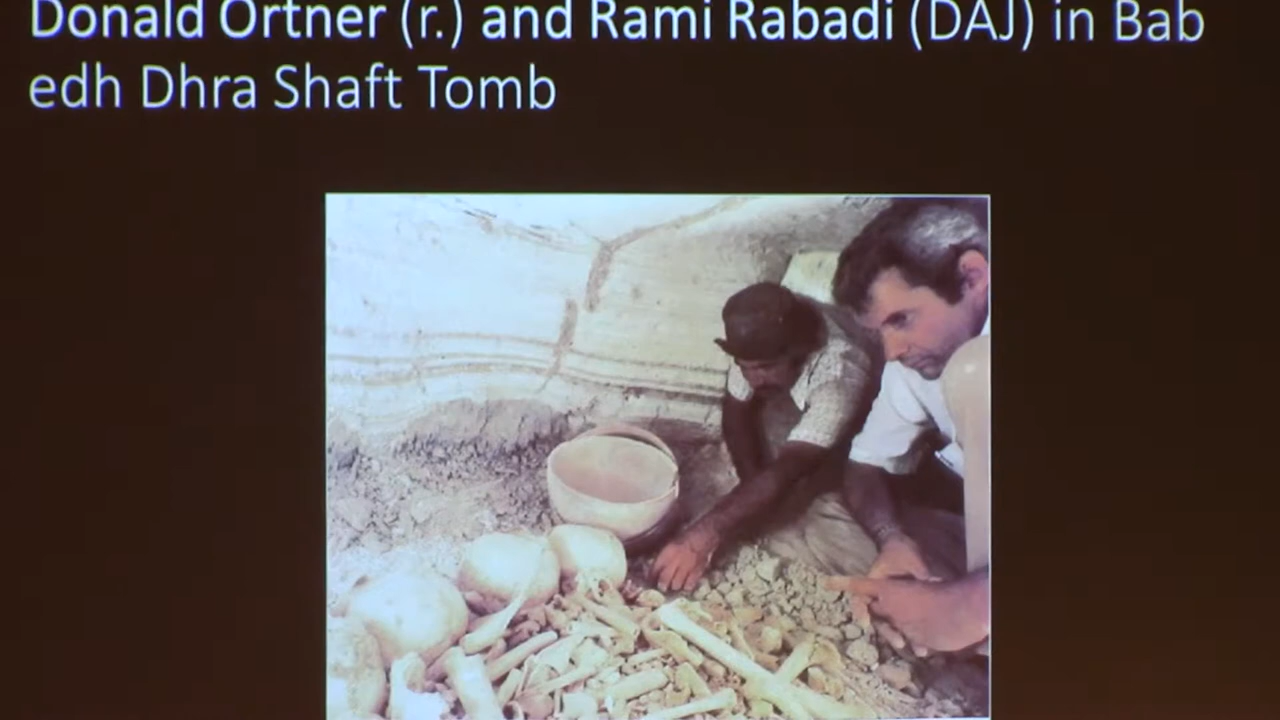 Donald Ortner (r.) and Rami Rabadi (DAJ) in Bab
edh Dhra Shaft Tomb